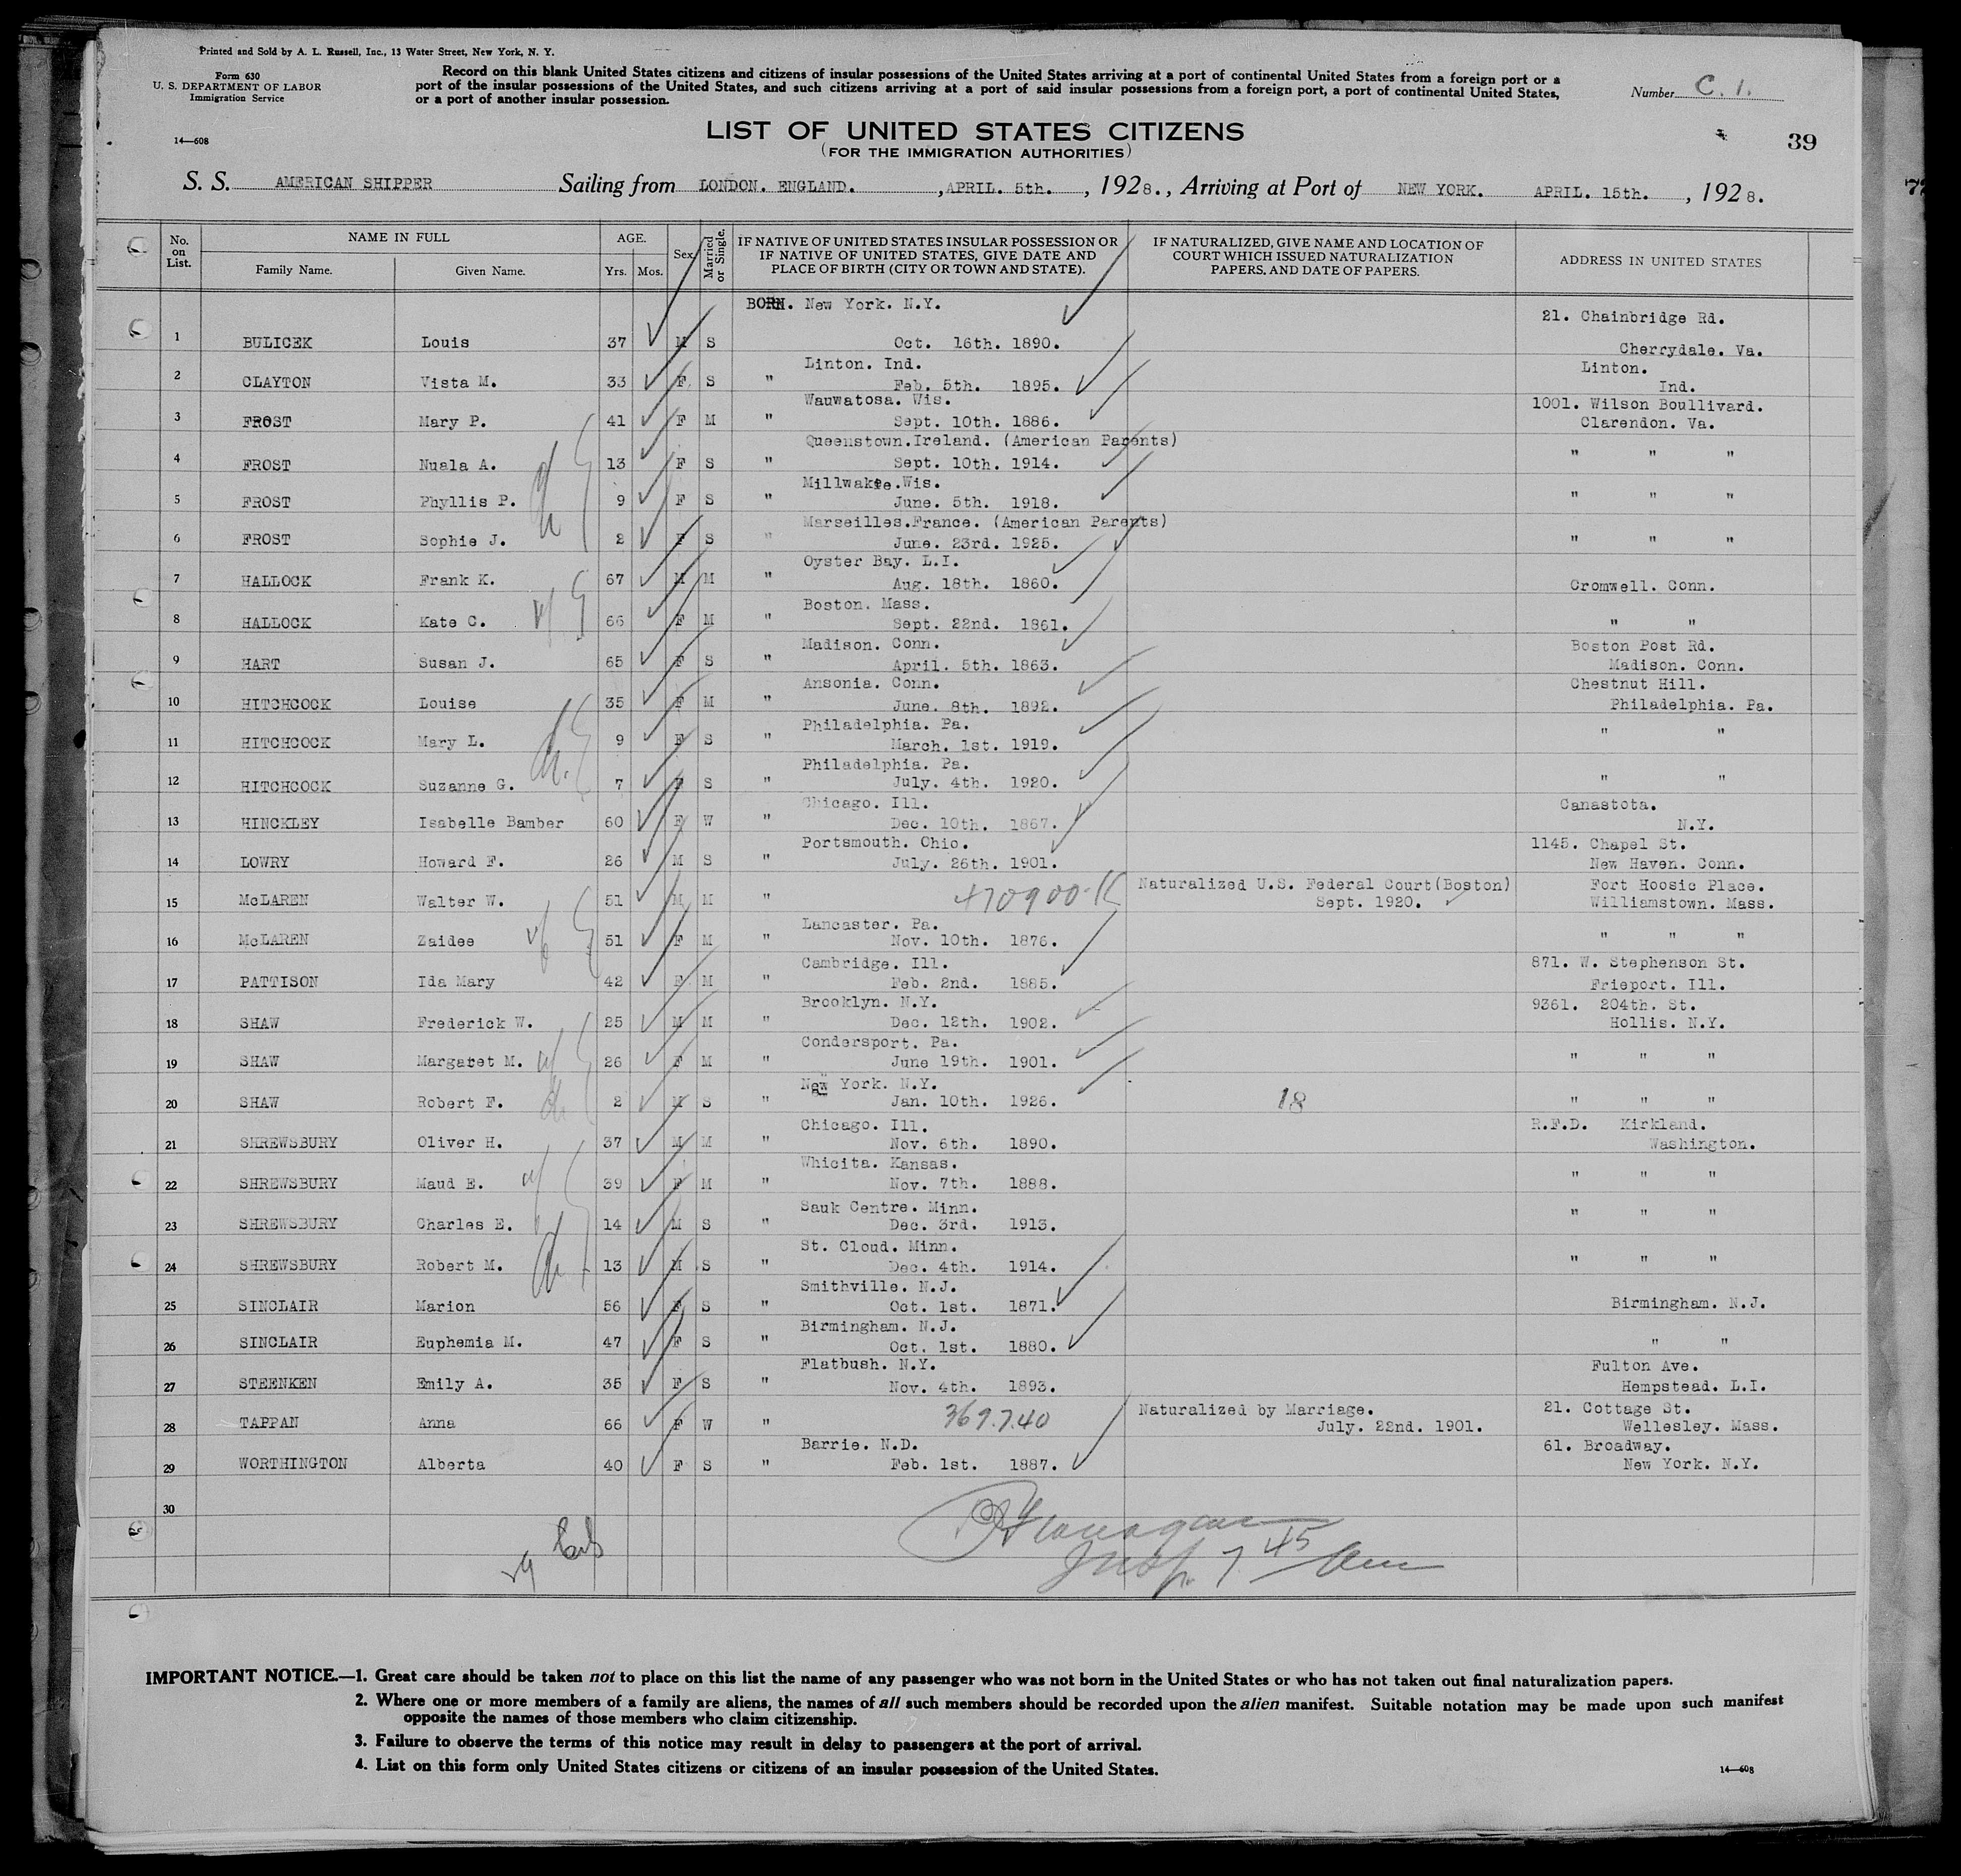 Printed and Sold by A. L. Russell, Inc., 13 Water Street, New York, N. Y.
Form 630
U. S. DEPARTMENT OF LABOR
Immigration Service
14—608
Record on this blank United States citizens and citizens of insular possessions of the United States arriving at a port of continental United States from a foreign port or a
port of the insular possessions of the United States, and such citizens arriving at a port of said insular possessions from a foreign port, a port of continental United States,
or a port of another insular possession.
Number C. 1.
LIST OF UNITED STATES CITIZENS
(FOR THE IMMIGRATION AUTHORITIES)
39
S. S. AMERICAN SHIPPER Sailing from LONDON. ENGLAND. , APRIL. 5th. , 1928. , Arriving at Port of NEW YORK. APRIL. 15th. , 1928.
No. on List. NAME IN FULL Family Name. Given Name. AGE. Yrs. Mos. Sex Married or Single. IF NATIVE OF UNITED STATES INSULAR POSSESSION OR IF NATIVE OF UNITED STATES, GIVE DATE AND PLACE OF BIRTH (CITY OR TOWN AND STATE). IF NATURALIZED, GIVE NAME AND LOCATION OF COURT WHICH ISSUED NATURALIZATION PAPERS, AND DATE OF PAPERS. ADDRESS IN UNITED STATES
BORN. New York. N.Y. 21. Chainbridge Rd.
1 BULICEK Louis 37 M S Oct. 16th. 1890. Cherrydale. Va.
Linton. Ind. Linton.
2 CLAYTON Vista M. 33 F S " Feb. 5th. 1895. Ind.
Wauwatosa. Wis. 1001. Wilson Boullivard.
3 FROST Mary P. 41 F M " Sept. 10th. 1886. Clarendon. Va.
Queenstown.Ireland. (American Parents)
4 FROST Nuala A. 13 F S " Sept. 10th. 1914. " " "
Millwakie.Wis.
5 FROST Phyllis P. 9 F S " June. 5th. 1918. " " "
Marseilles.France. (American Parents)
6 FROST Sophie J. 2 F S " June. 23rd. 1925. " " "
Oyster Bay. L.I.
7 HALLOCK Frank K. 67 M M " Aug. 18th. 1860. Cromwell. Conn.
Boston. Mass.
8 HALLOCK Kate C. 66 F M " Sept. 22nd. 1861. " "
Madison. Conn. Boston Post Rd.
9 HART Susan J. 65 F S " April. 5th. 1863. Madison. Conn.
Ansonia. Conn. Chestnut Hill.
10 HITCHCOCK Louise 35 F M " June. 8th. 1892. Philadelphia. Pa.
Philadelphia. Pa.
11 HITCHCOCK Mary L. 9 F S " March. 1st. 1919. " "
Philadelphia. Pa.
12 HITCHCOCK Suzanne G. 7 F S " July. 4th. 1920. " "
Chicago. Ill. Canastota.
13 HINCKLEY Isabelle Bamber 60 F W " Dec. 10th. 1867. N.Y.
Portsmouth. Ohio. 1145. Chapel St.
14 LOWRY Howard F. 26 M S " July. 26th. 1901. New Haven. Conn.
Naturalized U.S. Federal Court(Boston) Fort Hoosic Place.
15 McLAREN Walter W. 51 M M " 470900 Sept. 1920. Williamstown. Mass.
Lancaster. Pa.
16 McLAREN Zaidee 51 F M " Nov. 10th. 1876. " " "
Cambridge. Ill. 871. W. Stephenson St.
17 PATTISON Ida Mary 42 F M " Feb. 2nd. 1885. Frieport. Ill.
Brooklyn. N.Y. 9361. 204th. St.
18 SHAW Frederick W. 25 M M " Dec. 12th. 1902. Hollis. N.Y.
Condersport. Pa.
19 SHAW Margaret M. 26 F M " June 19th. 1901. " " "
New York. N.Y.
20 SHAW Robert F. 2 M S " Jan. 10th. 1926. 18 " " "
Chicago. Ill. R.F.D. Kirkland.
21 SHREWSBURY Oliver H. 37 M M " Nov. 6th. 1890. Washington.
Whicita. Kansas.
22 SHREWSBURY Maud E. 39 F M " Nov. 7th. 1888. " " "
Sauk Centre. Minn.
23 SHREWSBURY Charles E. 14 M S " Dec. 3rd. 1913. " " "
St. Cloud. Minn.
24 SHREWSBURY Robert M. 13 M S " Dec. 4th. 1914. " " "
Smithville. N.J.
25 SINCLAIR Marion 56 F S " Oct. 1st. 1871. Birmingham. N.J.
Birmingham. N.J.
26 SINCLAIR Euphemia M. 47 F S " Oct. 1st. 1880. " "
Flatbush. N.Y. Fulton Ave.
27 STEENKEN Emily A. 35 F S " Nov. 4th. 1893. Hempstead. L.I.
Naturalized by Marriage. 21. Cottage St.
28 TAPPAN Anna 66 F W " 369.740 July. 22nd. 1901. Wellesley. Mass.
Barrie. N.D. 61. Broadway.
29 WORTHINGTON Alberta 40 F S " Feb. 1st. 1887. New York. N.Y.
30
Insp. 7 45 am
IMPORTANT NOTICE.—1. Great care should be taken not to place on this list the name of any passenger who was not born in the United States or who has not taken out final naturalization papers.
2. Where one or more members of a family are aliens, the names of all such members should be recorded upon the alien manifest. Suitable notation may be made upon such manifest
opposite the names of those members who claim citizenship.
3. Failure to observe the terms of this notice may result in delay to passengers at the port of arrival.
4. List on this form only United States citizens or citizens of an insular possession of the United States.
14—608